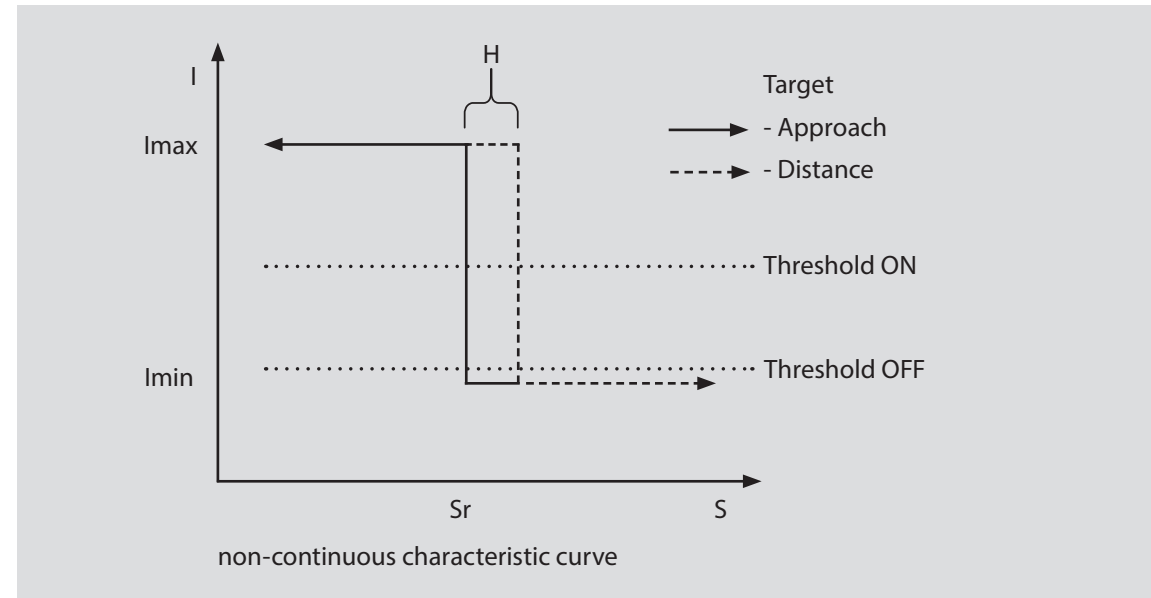 H
I
Target
Imax
- Approach
- Distance
Threshold ON
Imin
Threshold OFF
Sr
S
non-continuous characteristic curve